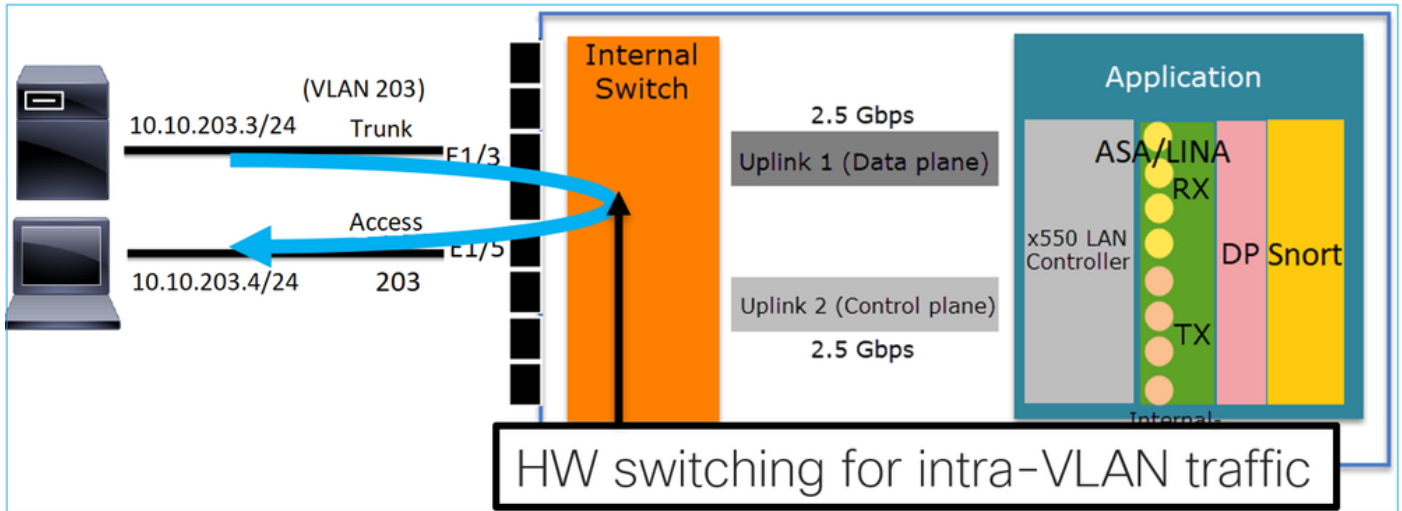 (VLAN 203)
10.10.203.3/24
Trunk
E1/3
Access
E1/5
10.10.203.4/24
203
Internal
Switch
2.5 Gbps
Uplink 1 (Data plane)
Uplink 2 (Control plane)
2.5 Gbps
Application
ASA/LINA
RX
x550 LAN
Controller
DP
Snort
TX
Internal-
HW switching for intra-VLAN traffic